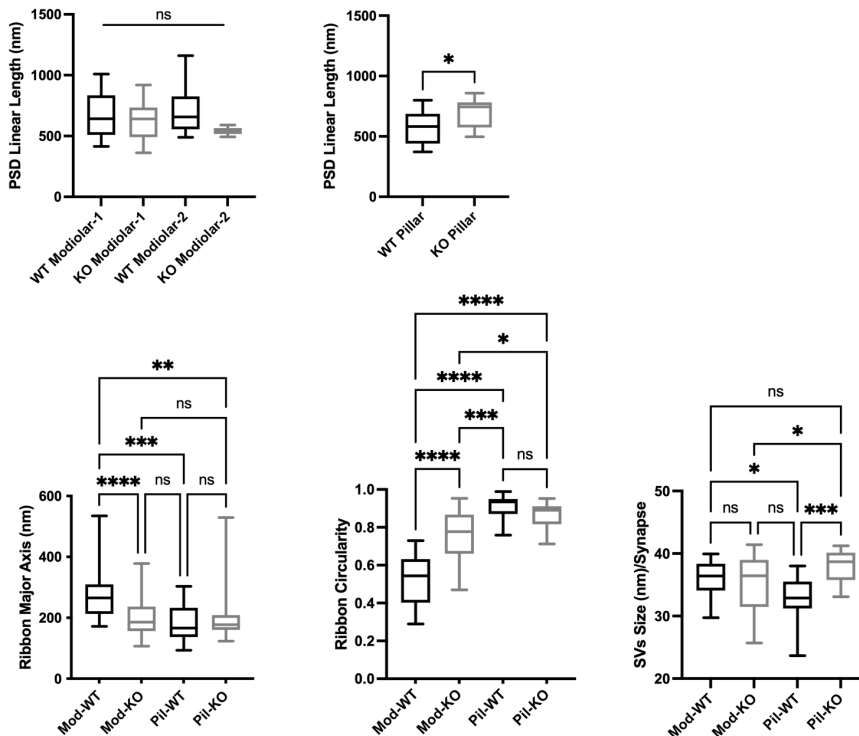 ns
PSD Linear Length (nm)
1500
1000
500
0
WT Modiolar-1
KO Modiolar-1
WT Modiolar-2
KO Modiolar-2
*
PSD Linear Length (nm)
1500
1000
500
0
WT Pillar
KO Pillar
**
ns
***
****
ns
ns
Ribbon Major Axis (nm)
600
400
200
0
Mod-WT
Mod-KO
Pil-WT
Pil-KO
****
*
****
***
****
ns
Ribbon Circularity
1.0
0.8
0.6
0.4
0.2
0.0
Mod-WT
Mod-KO
Pil-WT
Pil-KO
ns
*
*
ns
ns
***
SVs Size (nm)/Synapse
50
40
30
20
Mod-WT
Mod-KO
Pil-WT
Pil-KO